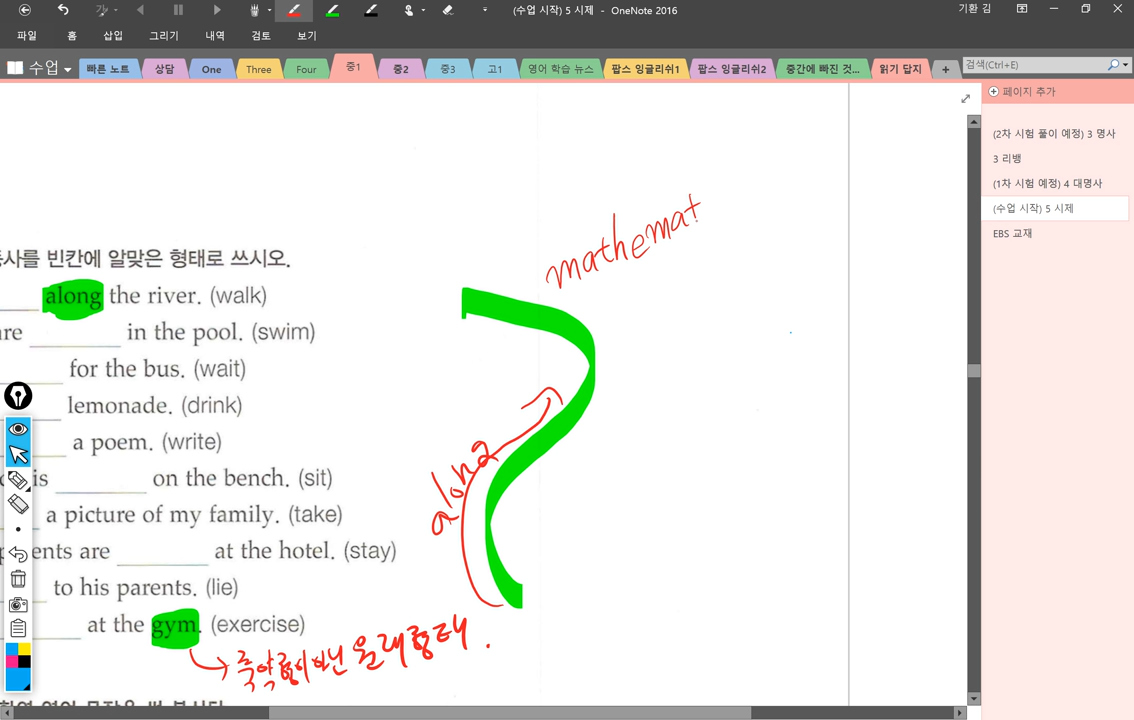 (수업 시작) 5 시제 - OneNote 2016
기환 김
파일 홈 삽입 그리기 내역 검토 보기
수업 빠른 노트 상담 One Three Four 중1 중2 중3 고1 영어 학습 뉴스 팝스 잉글리쉬1 팝스 잉글리쉬2 중간에 빠진 것... 읽기 답지 + 검색(Ctrl+E)
페이지 추가
(2차 시험 풀이 예정) 3 명사
3 리뱅
(1차 시험 예정) 4 대명사
(수업 시작) 5 시제
EBS 교재
mathemat
동사를 빈칸에 알맞은 형태로 쓰시오.
along the river. (walk)
are in the pool. (swim)
for the bus. (wait)
lemonade. (drink)
a poem. (write)
is on the bench. (sit)
along
a picture of my family. (take)
ents are at the hotel. (stay)
to his parents. (lie)
at the gym. (exercise)
축약형이 아닌 원래 형태.